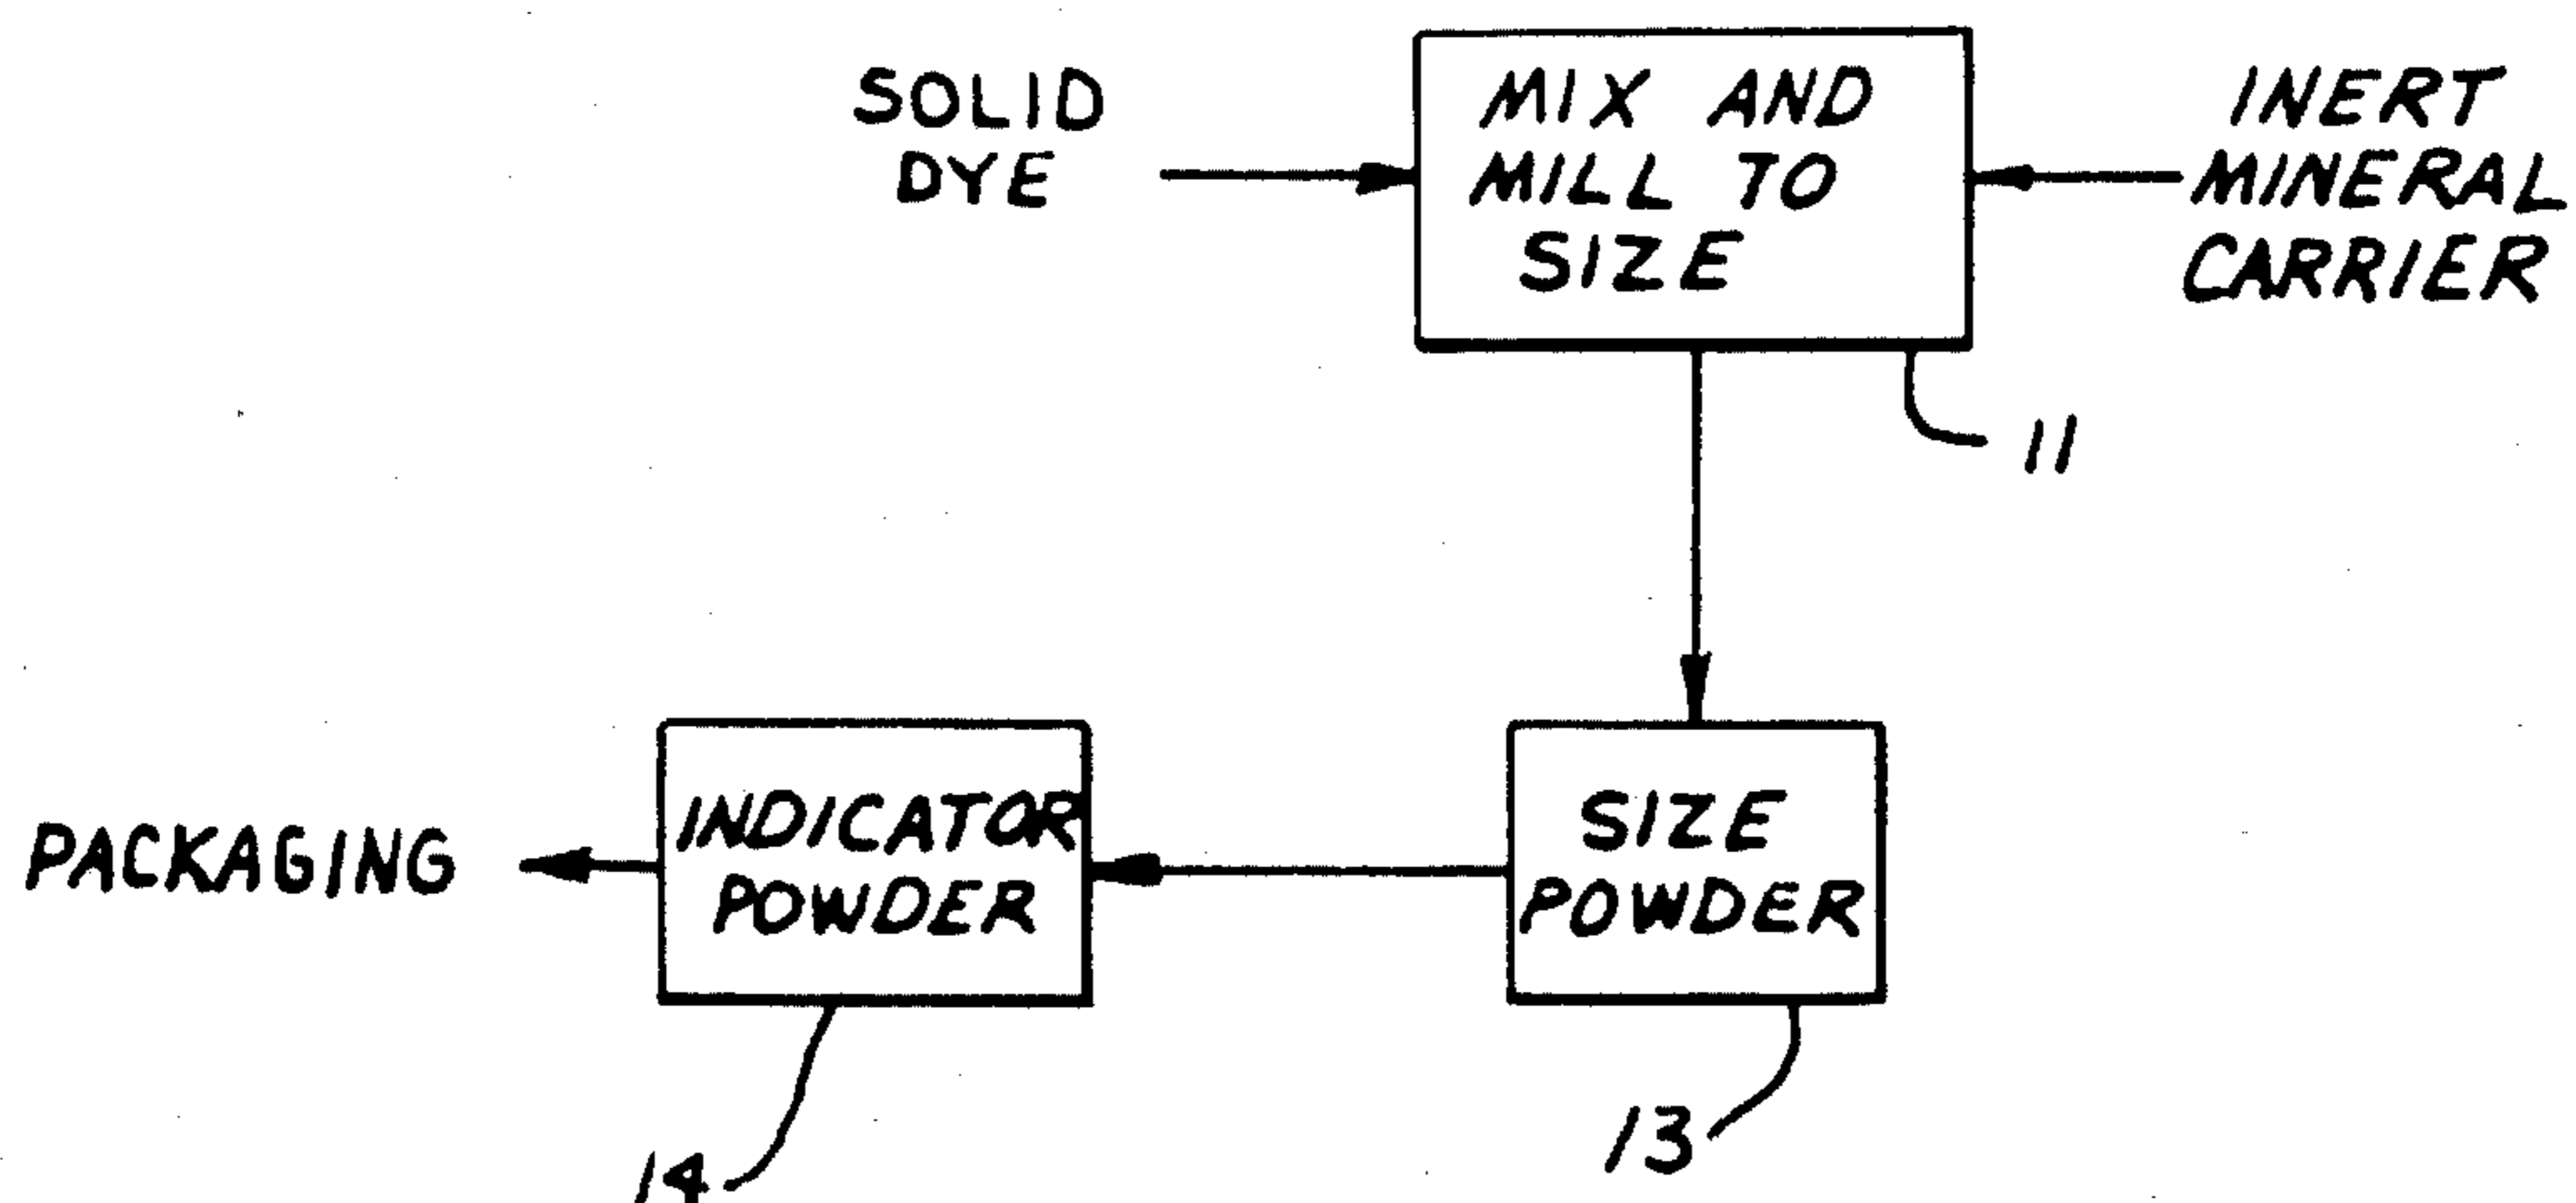 SOLID
DYE
MIX AND
MILL TO
SIZE
INERT
MINERAL
CARRIER
11
PACKAGING
INDICATOR
POWDER
SIZE
POWDER
14
13